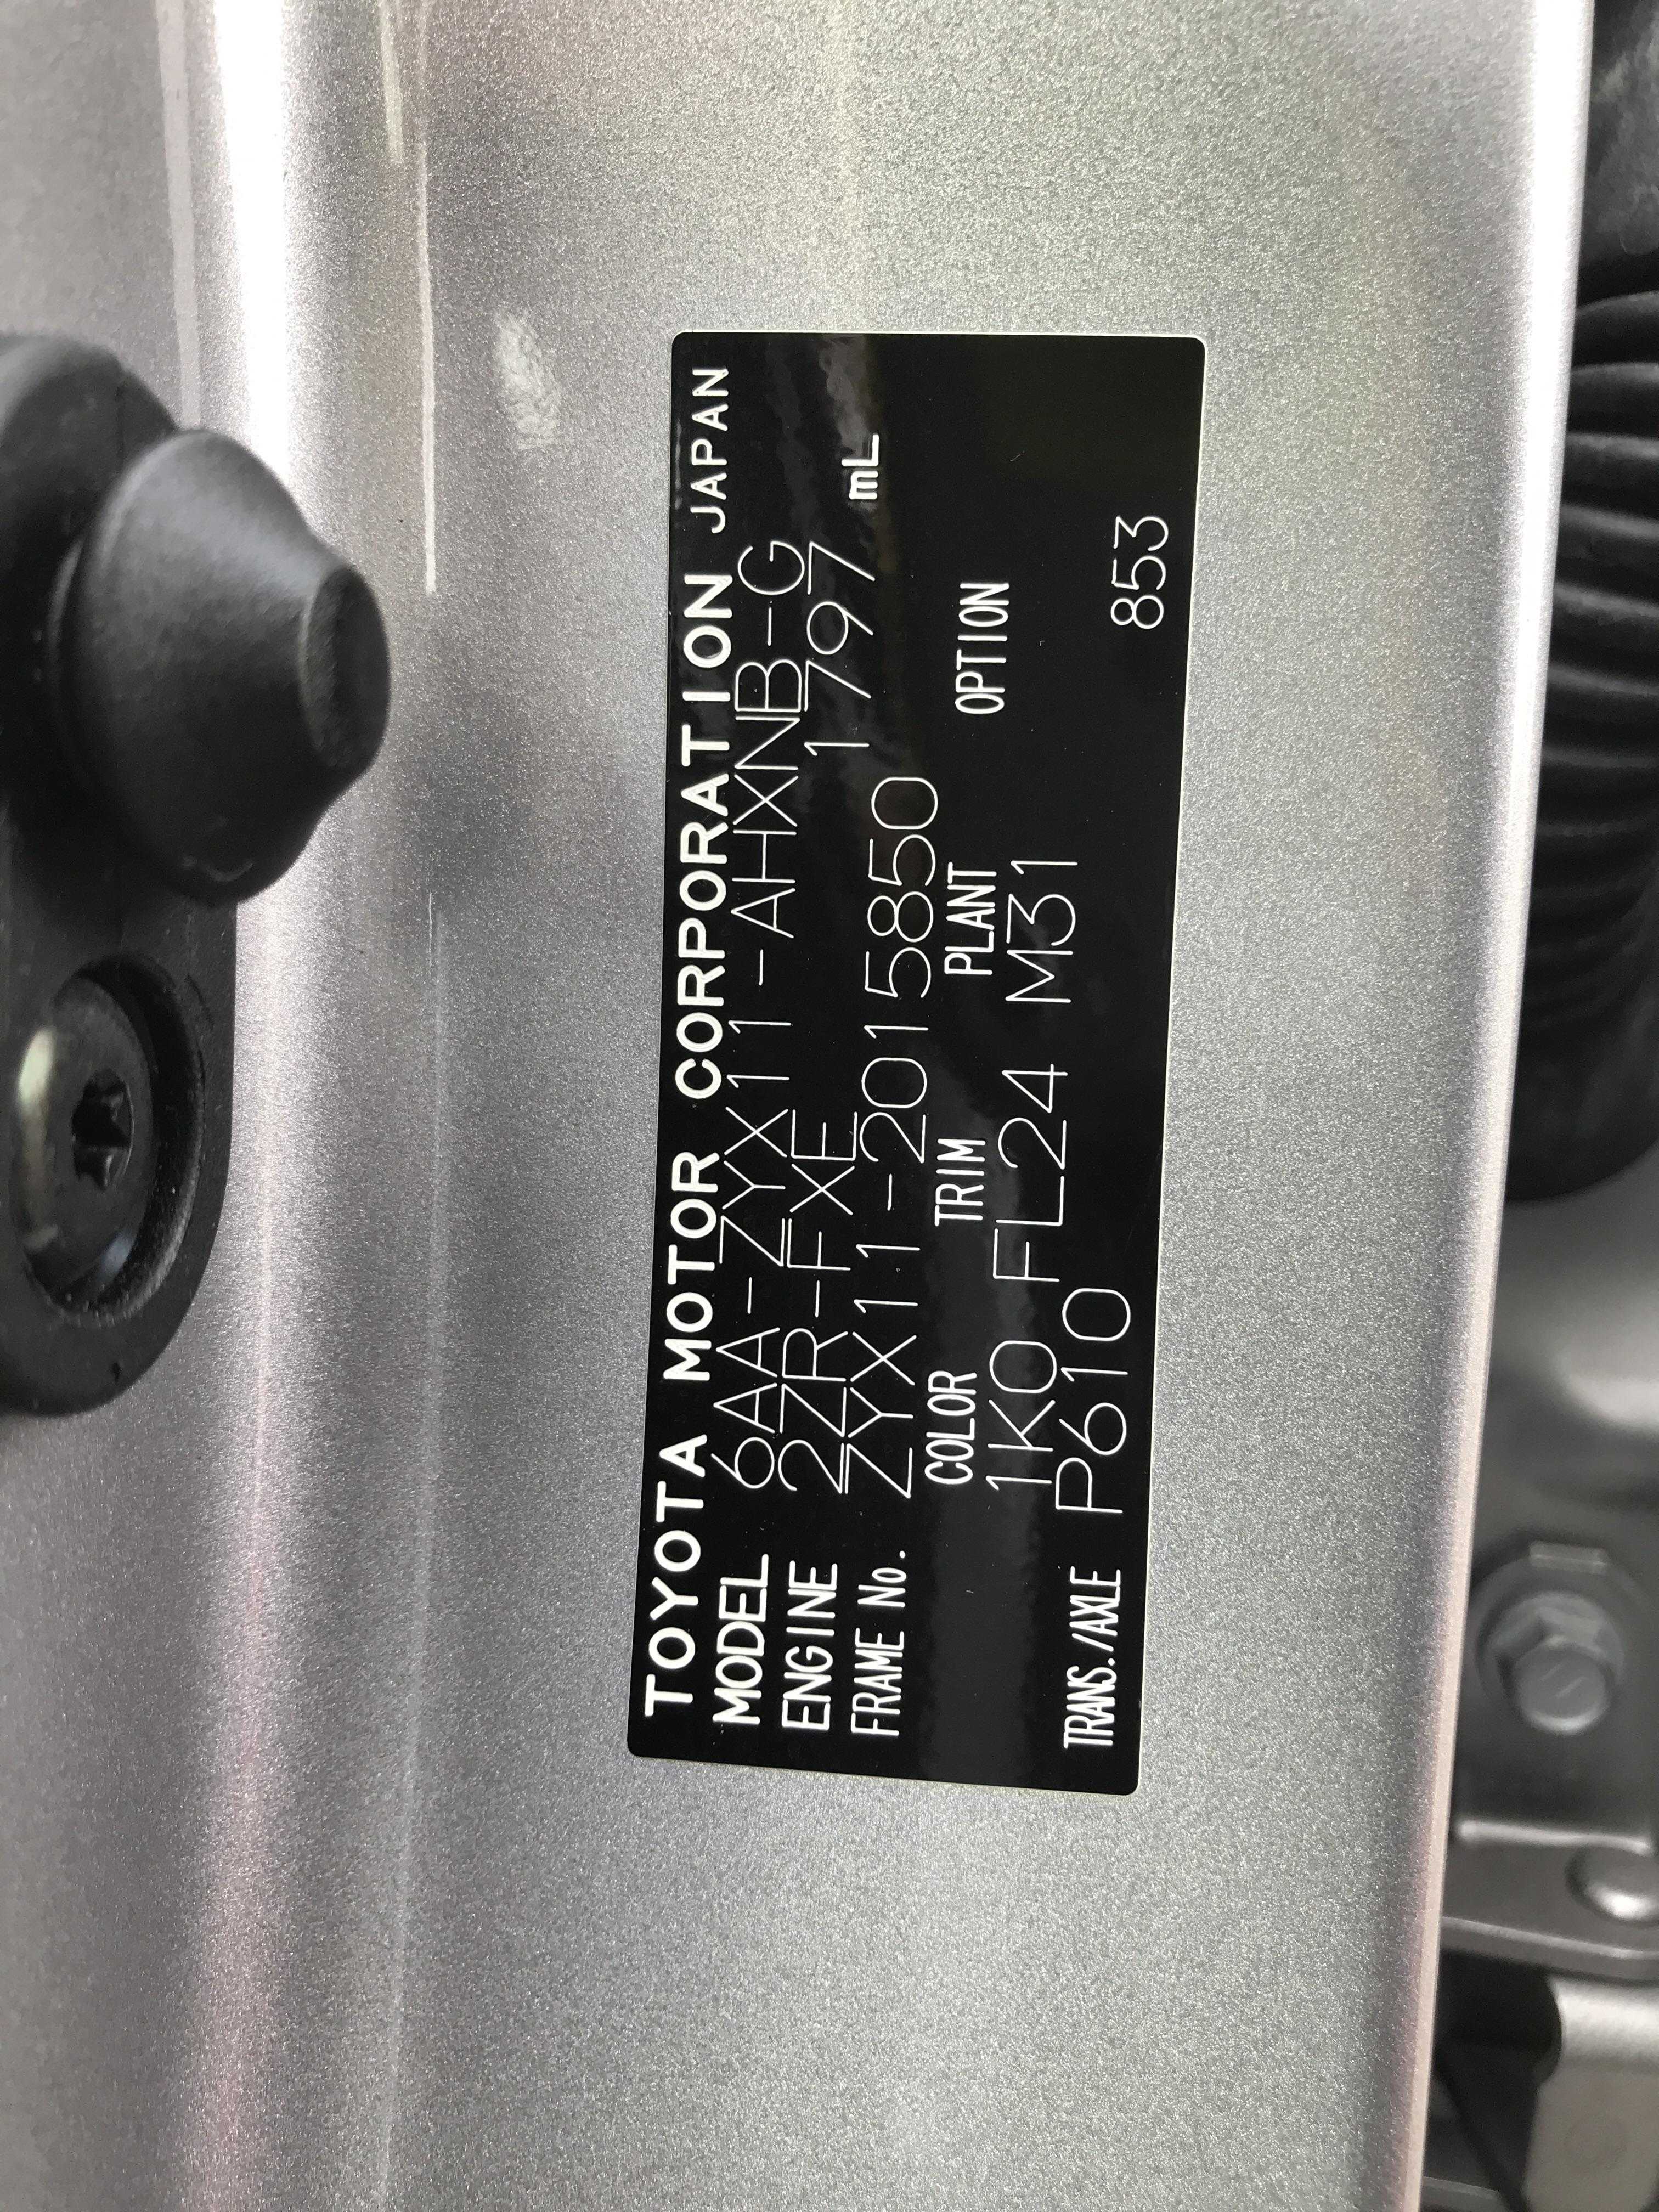 TOYOTA MOTOR CORPORATION JAPAN
MODEL 6AA-ZYX11-AHXNB-G
ENGINE 2ZR-FXE 1797 mL
FRAME No. ZYX11-2015850
COLOR TRIM PLANT OPTION
1K0 FL24 M31
TRANS./AXLE P610 853